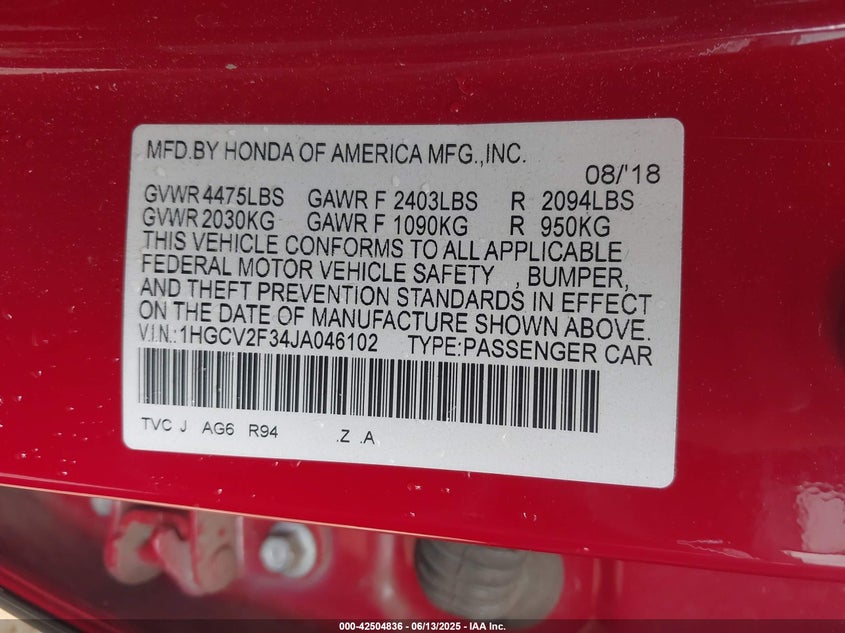 MFD.BY HONDA OF AMERICA MFG.,INC.
08/'18
GVWR 4475LBS GAWR F 2403LBS R 2094LBS
GVWR 2030KG GAWR F 1090KG R 950KG
THIS VEHICLE CONFORMS TO ALL APPLICABLE
FEDERAL MOTOR VEHICLE SAFETY , BUMPER,
AND THEFT PREVENTION STANDARDS IN EFFECT
ON THE DATE OF MANUFACTURE SHOWN ABOVE.
V.I.N.:1HGCV2F34JA046102 TYPE:PASSENGER CAR
TVC J AG6 R94 .Z .A
000-42504836 - 06/13/2025 - IAA Inc.